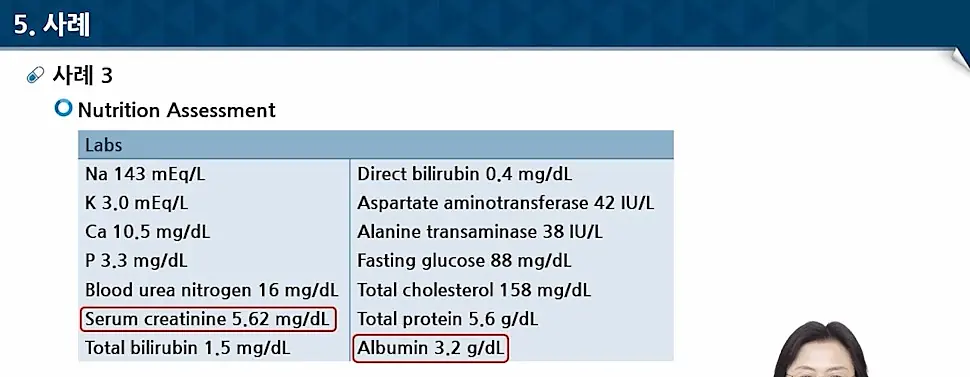 5. 사례
사례 3
Nutrition Assessment
Labs
Na 143 mEq/L
K 3.0 mEq/L
Ca 10.5 mg/dL
P 3.3 mg/dL
Blood urea nitrogen 16 mg/dL
Serum creatinine 5.62 mg/dL
Total bilirubin 1.5 mg/dL
Direct bilirubin 0.4 mg/dL
Aspartate aminotransferase 42 IU/L
Alanine transaminase 38 IU/L
Fasting glucose 88 mg/dL
Total cholesterol 158 mg/dL
Total protein 5.6 g/dL
Albumin 3.2 g/dL